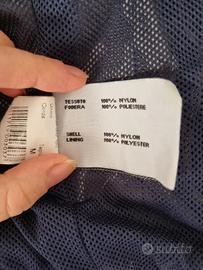 TESSUTO 100% NYLON
FODERA 100% POLIESTERE
SHELL 100% NYLON
LINING 100% POLYESTER
M
subito